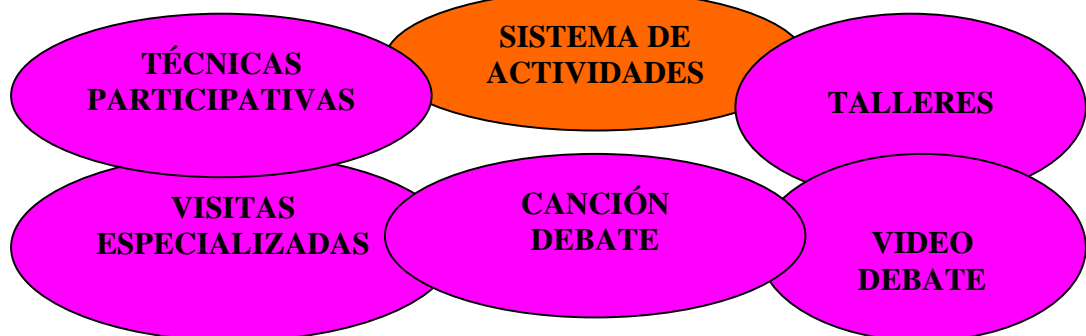 SISTEMA DE
ACTIVIDADES
TÉCNICAS
PARTICIPATIVAS
TALLERES
VISITAS
ESPECIALIZADAS
CANCIÓN
DEBATE
VIDEO
DEBATE